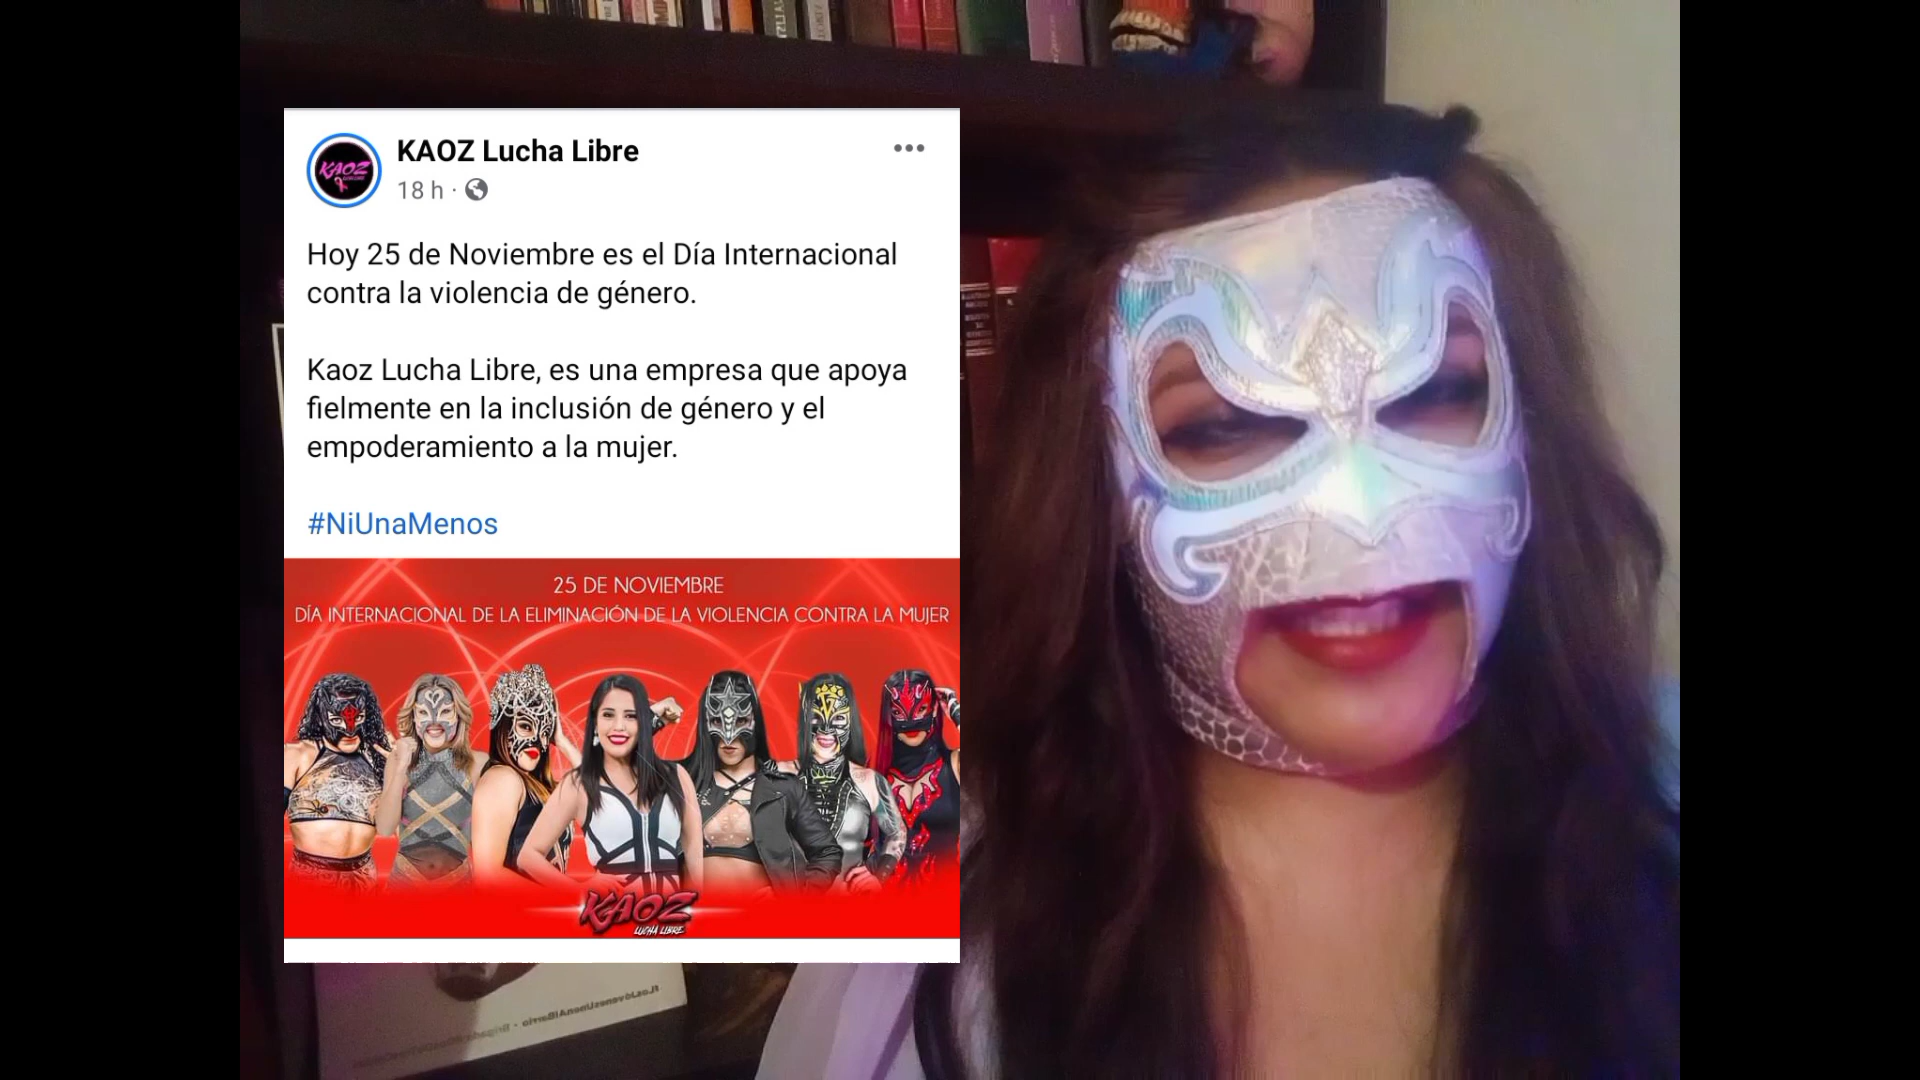 KAOZ Lucha Libre
18 h ·
Hoy 25 de Noviembre es el Día Internacional
contra la violencia de género.
Kaoz Lucha Libre, es una empresa que apoya
fielmente en la inclusión de género y el
empoderamiento a la mujer.
#NiUnaMenos
25 DE NOVIEMBRE
DÍA INTERNACIONAL DE LA ELIMINACIÓN DE LA VIOLENCIA CONTRA LA MUJER
KAOZ
LUCHA LIBRE
KAOZ